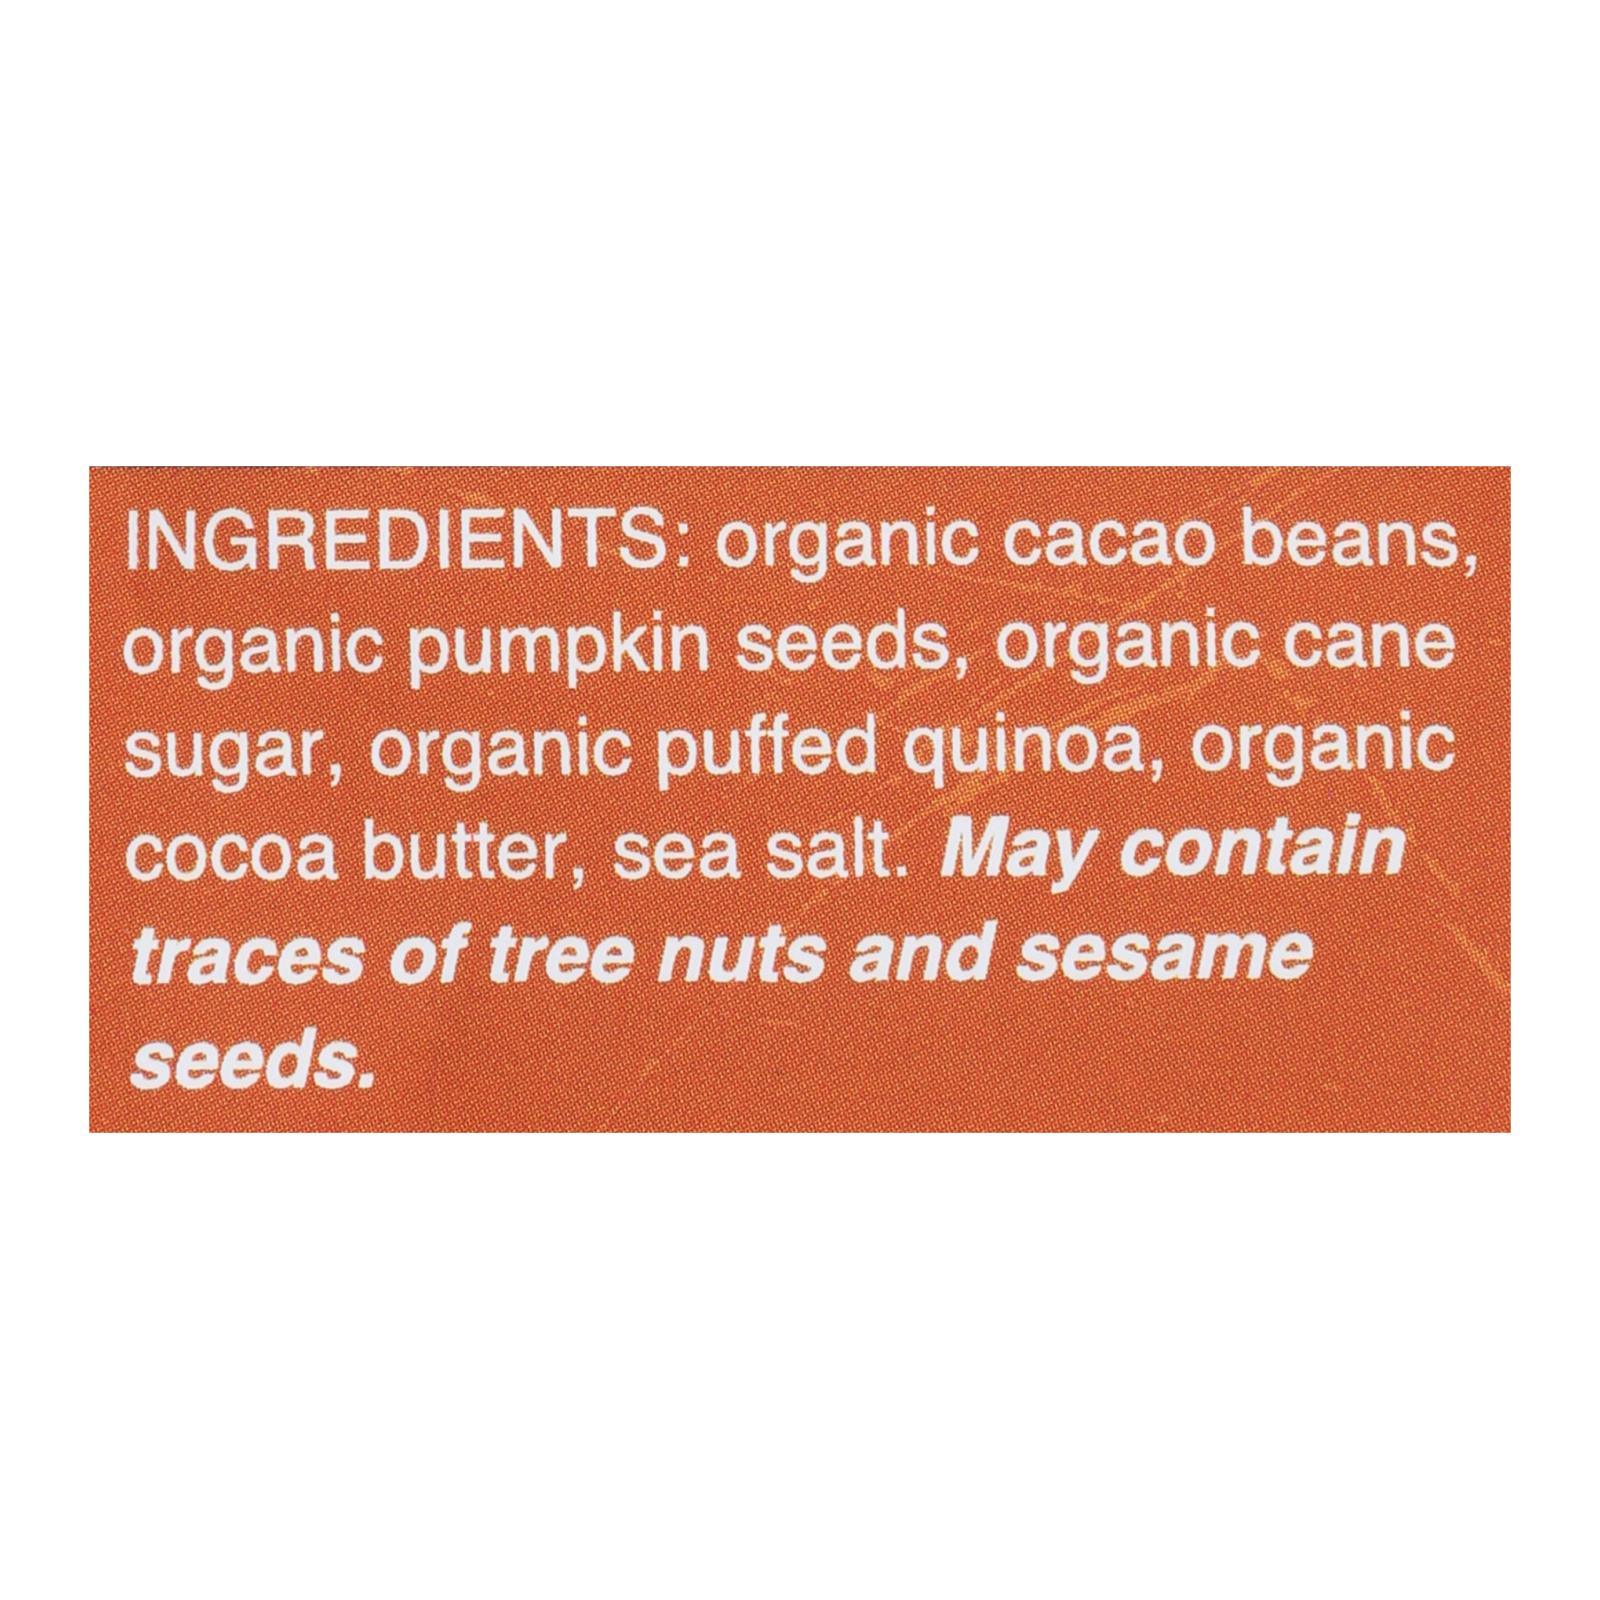 INGREDIENTS: organic cacao beans,
organic pumpkin seeds, organic cane
sugar, organic puffed quinoa, organic
cocoa butter, sea salt. May contain
traces of tree nuts and sesame
seeds.